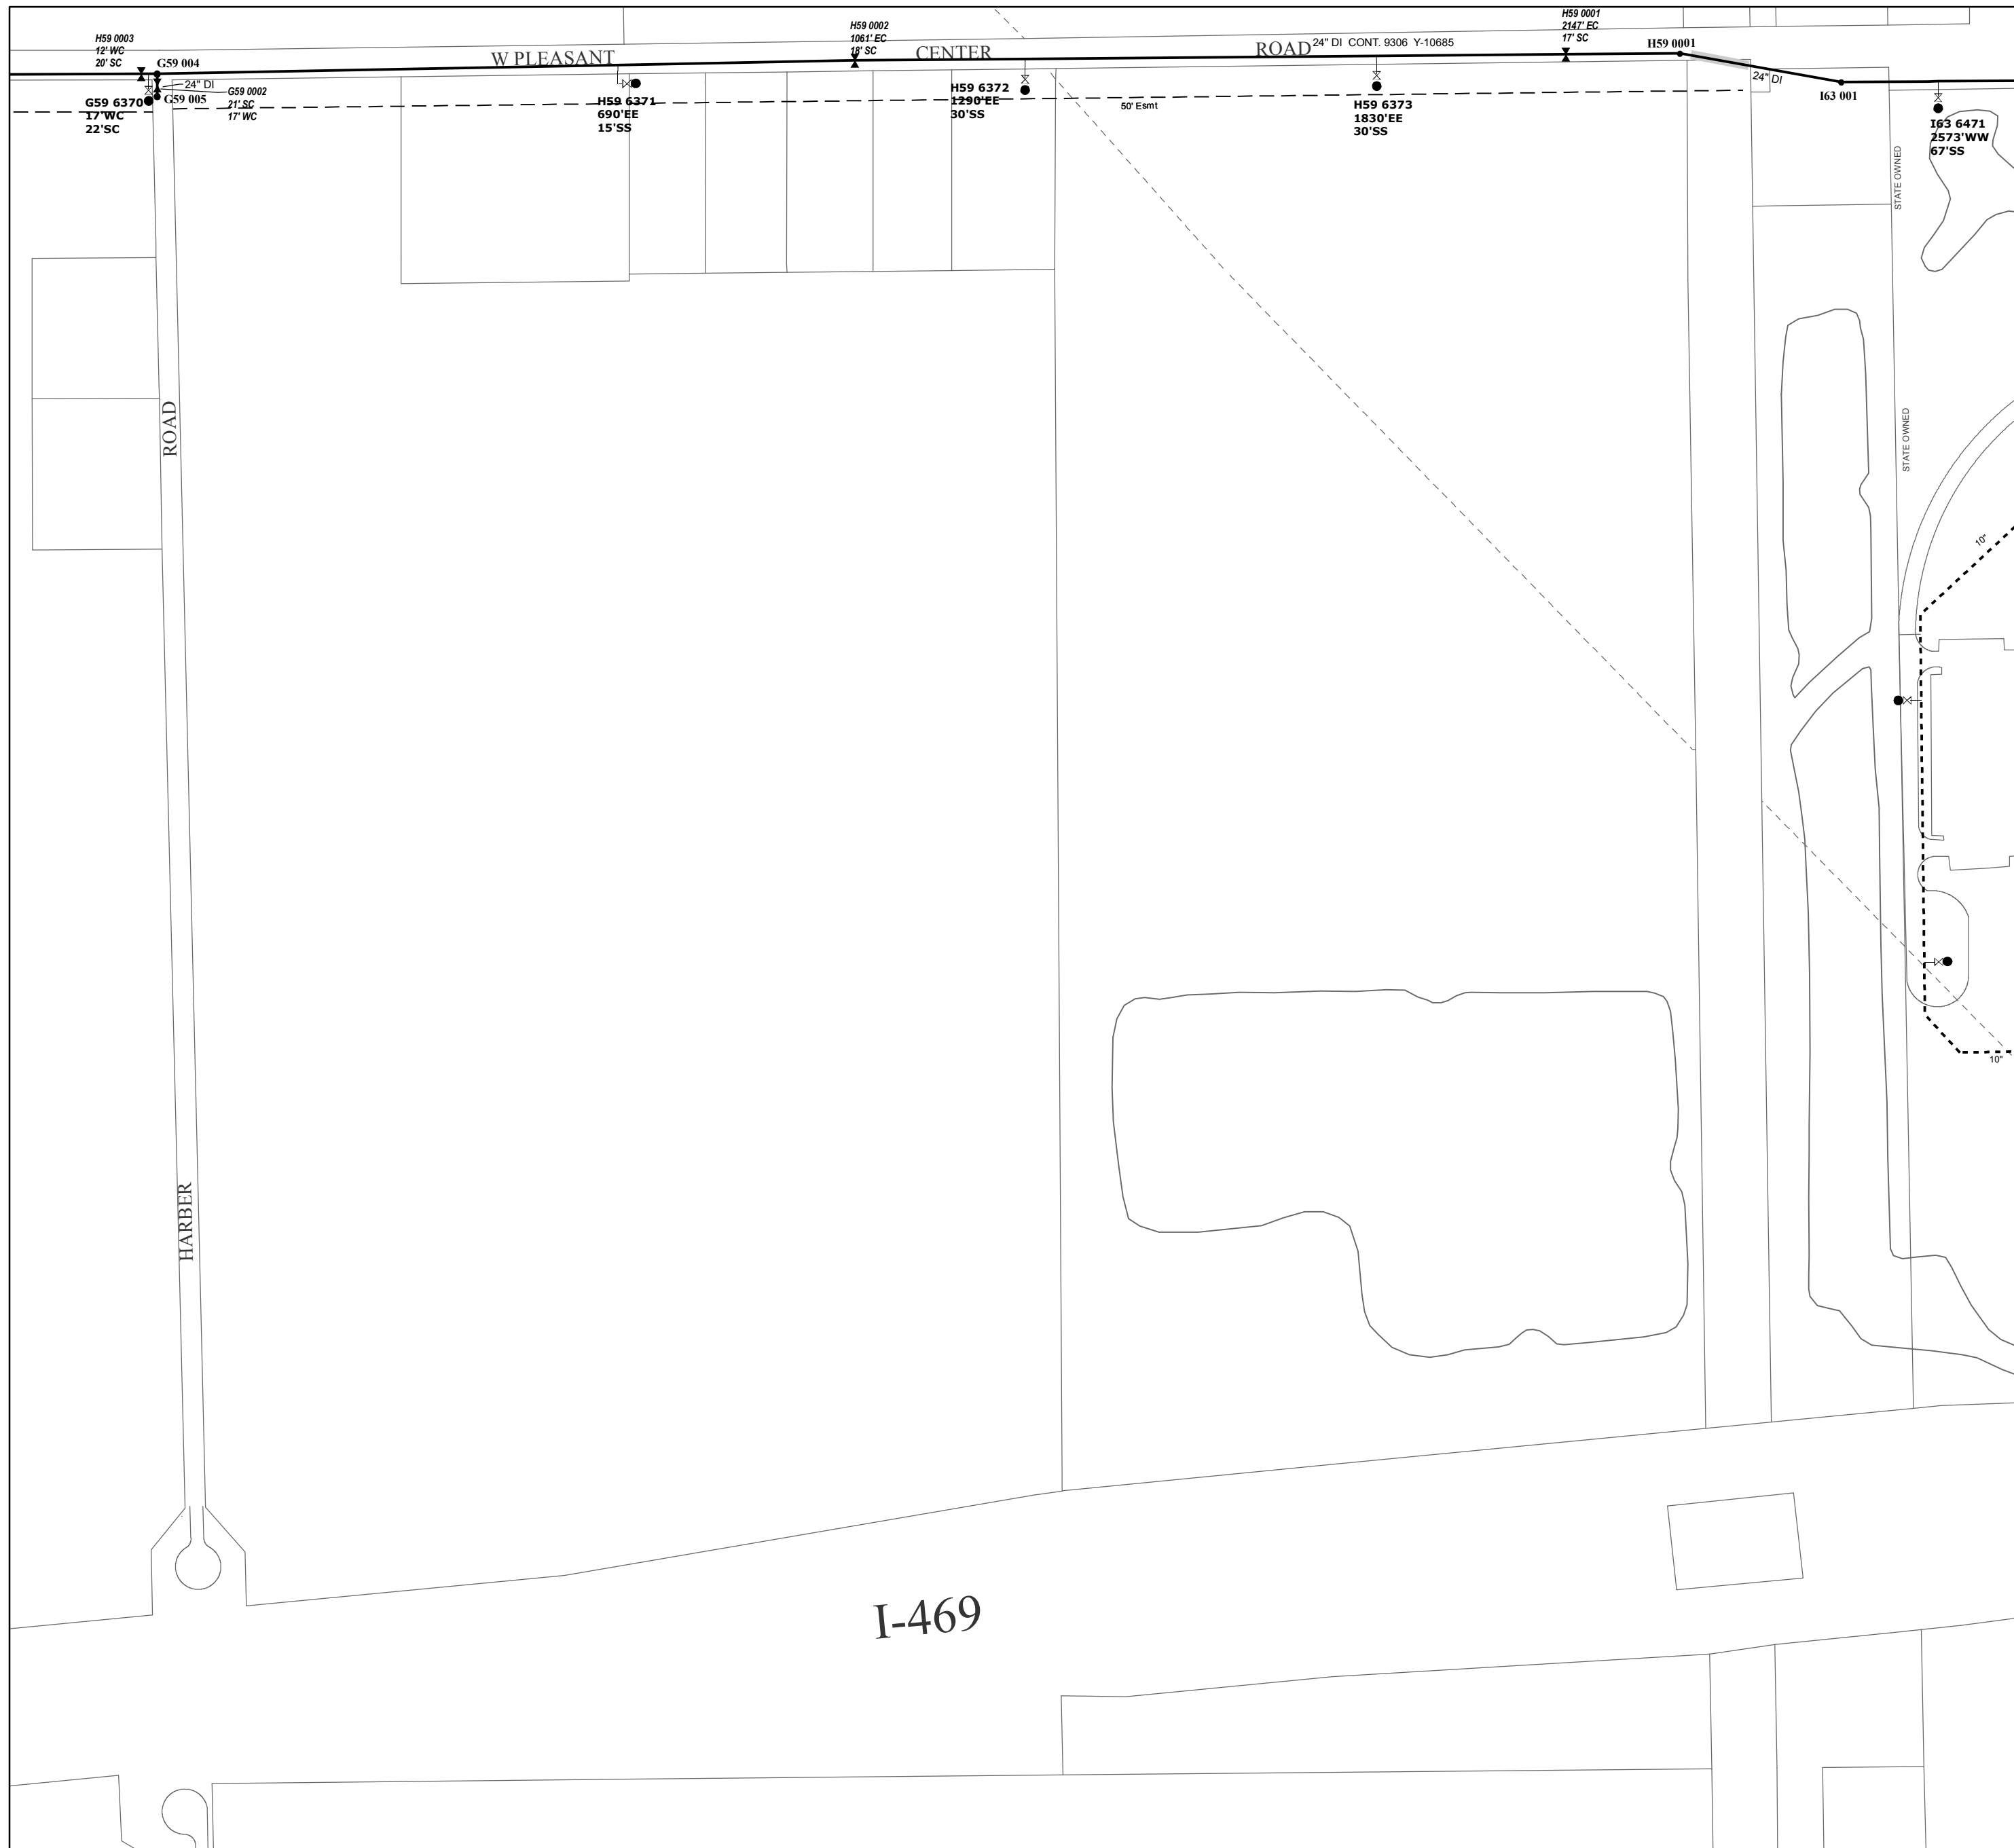 H59 0003
12' WC
20' SC
G59 004
24" DI
G59 0002
21' SC
17' WC
G59 005
G59 6370
17'WC
22'SC
W PLEASANT
CENTER
ROAD
H59 0002
1061' EC
18' SC
24" DI CONT. 9306 Y-10685
H59 0001
2147' EC
17' SC
H59 0001
24" DI
I63 001
H59 6371
690'EE
15'SS
H59 6372
1290'EE
30'SS
50' Esmt
H59 6373
1830'EE
30'SS
I63 6471
2573'WW
67'SS
STATE OWNED
STATE OWNED
ROAD
HARBER
10"
10"
I-469